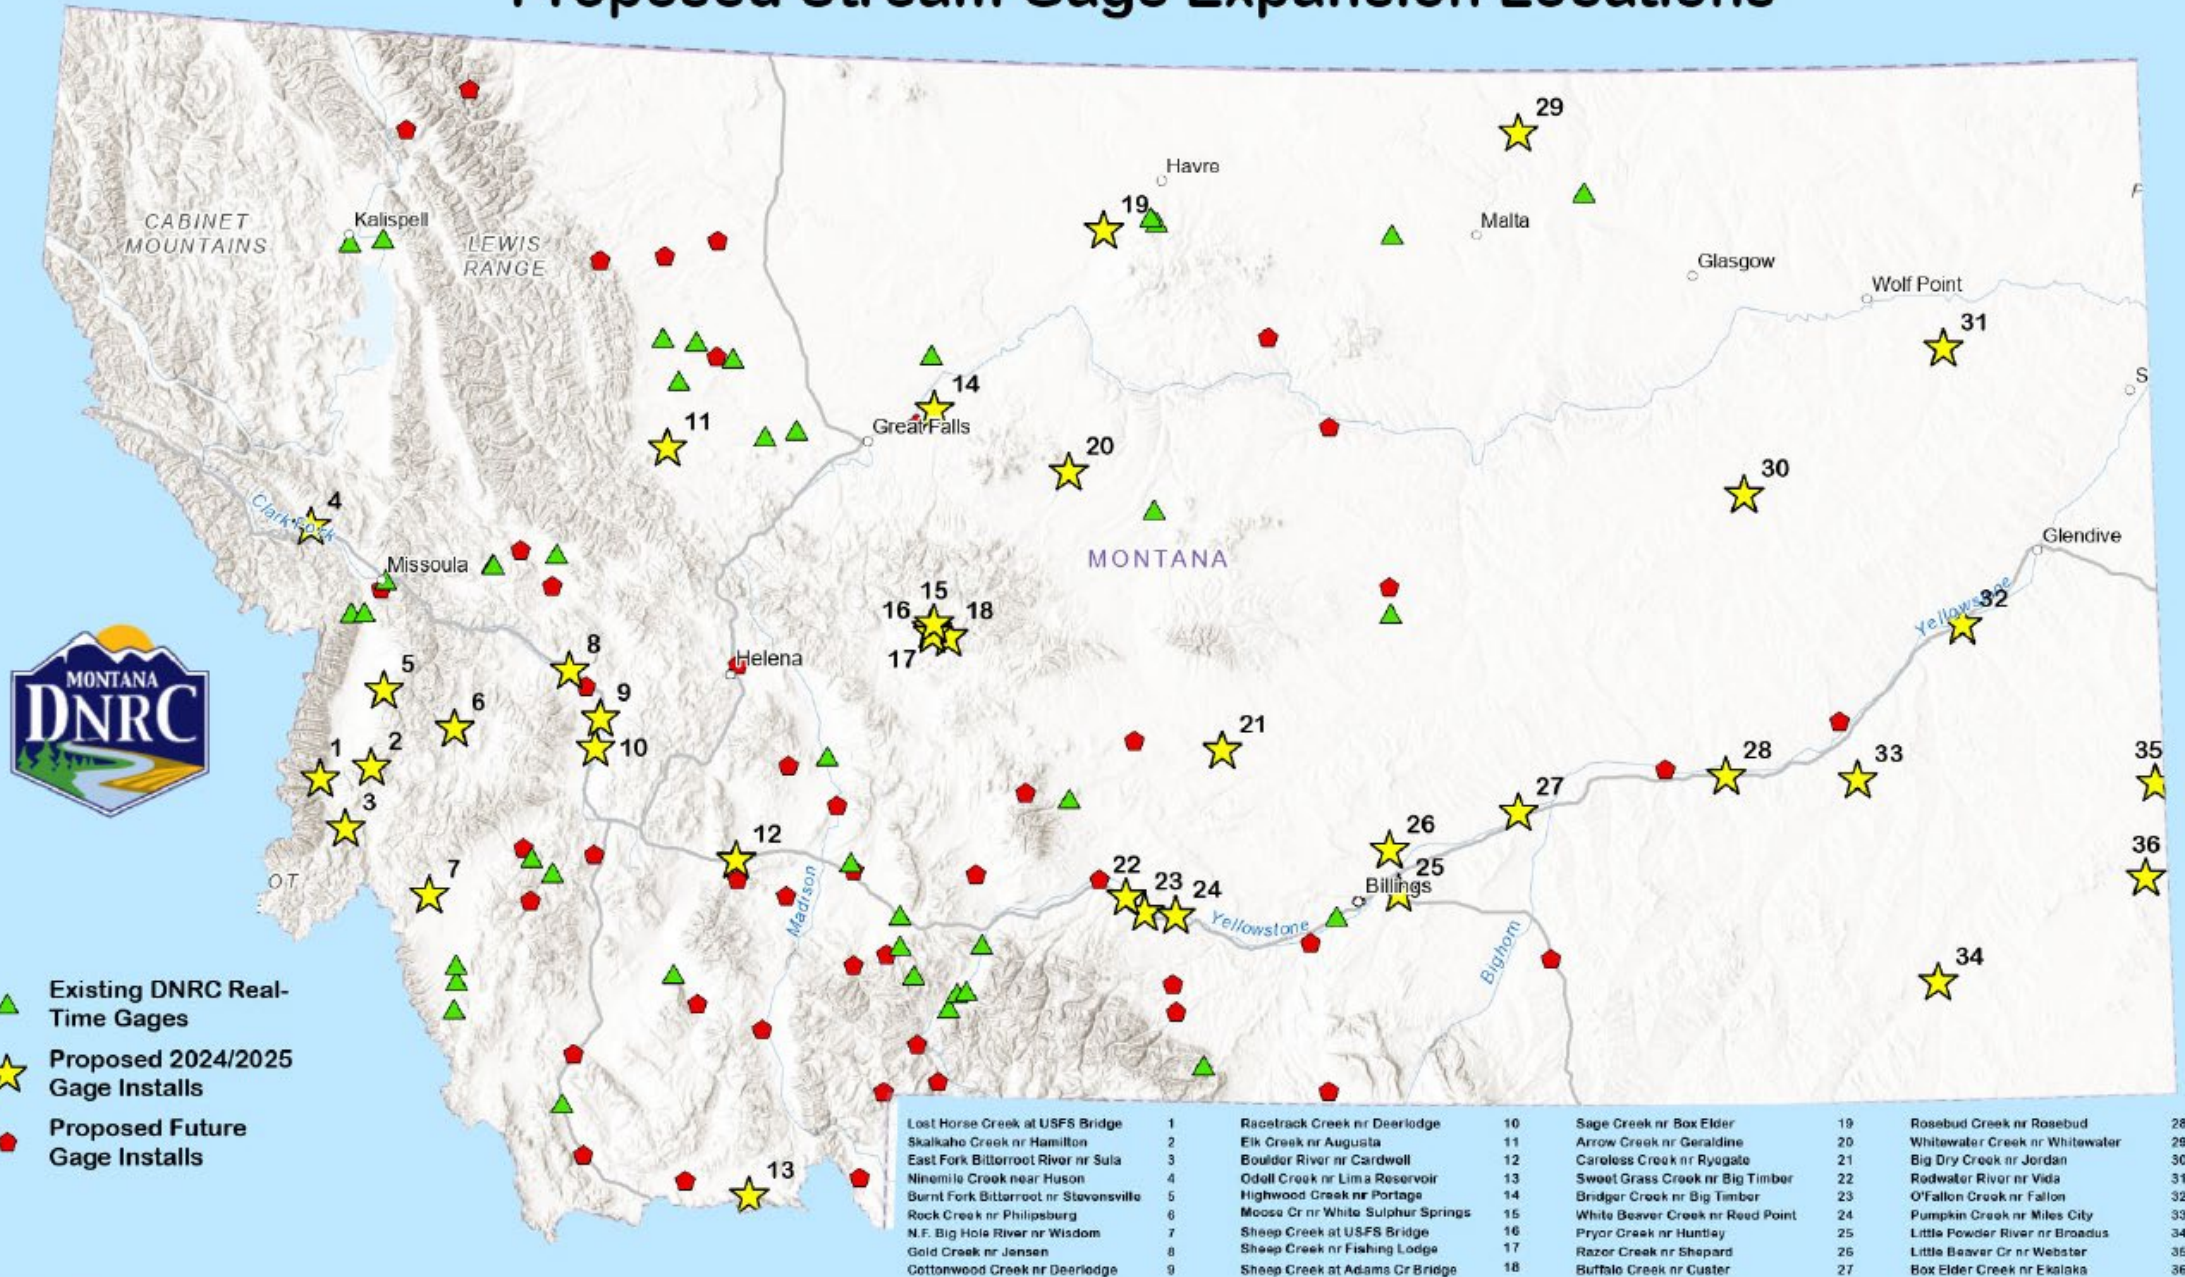 Proposed Stream Gage Expansion Locations
29
Havre
19
Malta
CABINET
MOUNTAINS
Kalispell
LEWIS
RANGE
Glasgow
Wolf Point
31
S
14
Great Falls
11
20
30
4
Clark Fork
Missoula
MONTANA
Glendive
15
16
18
17
Yellowstone
32
8
Helena
5
9
6
10
21
1
2
3
28
33
35
27
12
26
36
7
OT
22
23
24
25
Billings
Madison
Yellowstone
Bighorn
34
13
MONTANA
DNRC
Existing DNRC Real-
Time Gages
Proposed 2024/2025
Gage Installs
Proposed Future
Gage Installs
Lost Horse Creek at USFS Bridge 1
Skalkaho Creek nr Hamilton 2
East Fork Bitterroot River nr Sula 3
Ninemile Creek near Huson 4
Burnt Fork Bitterroot nr Stevensville 5
Rock Creek nr Philipsburg 6
N.F. Big Hole River nr Wisdom 7
Gold Creek nr Jensen 8
Cottonwood Creek nr Deerlodge 9
Racetrack Creek nr Deerlodge 10
Elk Creek nr Augusta 11
Boulder River nr Cardwell 12
Odell Creek nr Lima Reservoir 13
Highwood Creek nr Portage 14
Moose Cr nr White Sulphur Springs 15
Sheep Creek at USFS Bridge 16
Sheep Creek nr Fishing Lodge 17
Sheep Creek at Adams Cr Bridge 18
Sage Creek nr Box Elder 19
Arrow Creek nr Geraldine 20
Careless Creek nr Ryegate 21
Sweet Grass Creek nr Big Timber 22
Bridger Creek nr Big Timber 23
White Beaver Creek nr Reed Point 24
Pryor Creek nr Huntley 25
Razor Creek nr Shepard 26
Buffalo Creek nr Custer 27
Rosebud Creek nr Rosebud 28
Whitewater Creek nr Whitewater 29
Big Dry Creek nr Jordan 30
Redwater River nr Vida 31
O'Fallon Creek nr Fallon 32
Pumpkin Creek nr Miles City 33
Little Powder River nr Broadus 34
Little Beaver Cr nr Webster 35
Box Elder Creek nr Ekalaka 36